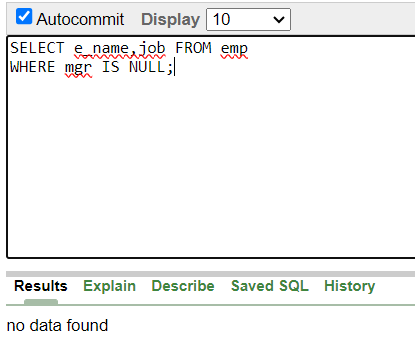 Autocommit Display 10
SELECT e_name,job FROM emp
WHERE mgr IS NULL;
Results Explain Describe Saved SQL History
no data found